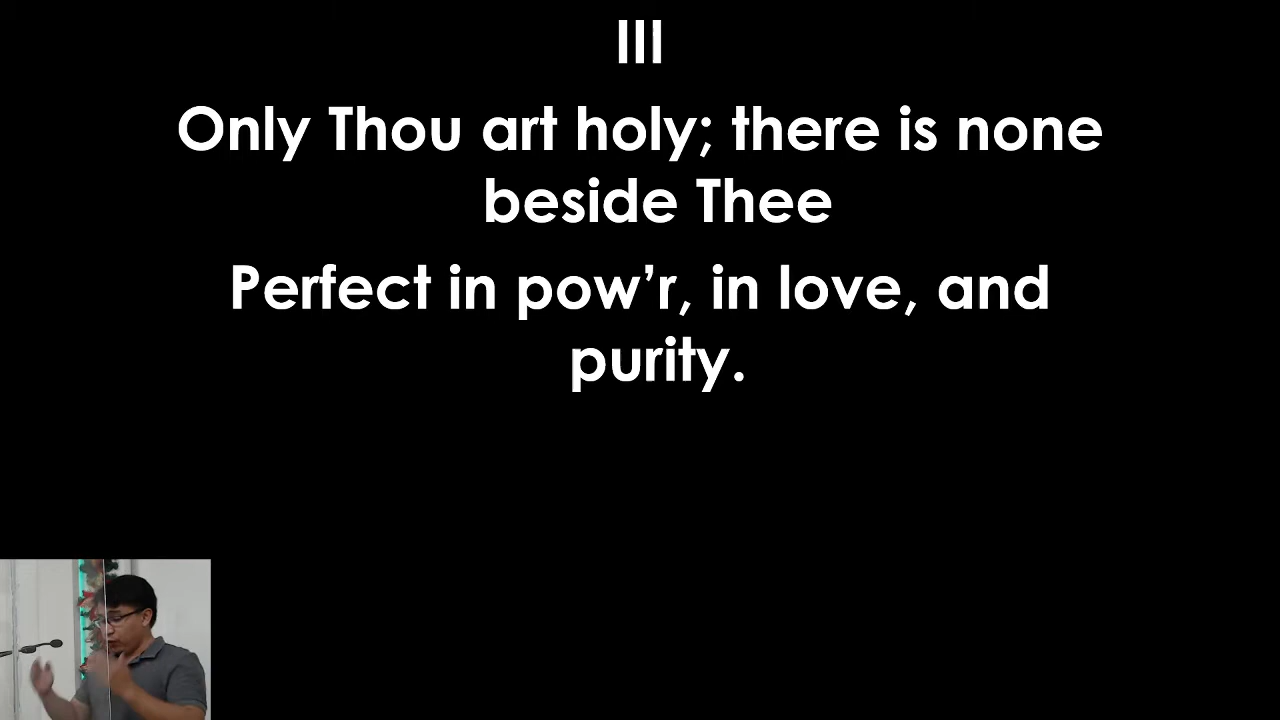 III
Only Thou art holy; there is none
beside Thee
Perfect in pow’r, in love, and
purity.